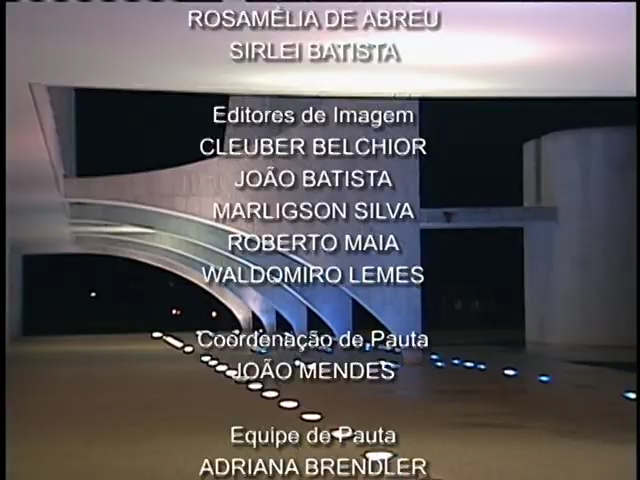 ROSAMÉLIA DE ABREU
SIRLEI BATISTA
Editores de Imagem
CLEUBER BELCHIOR
JOÃO BATISTA
MARLIGSON SILVA
ROBERTO MAIA
WALDOMIRO LEMES
Coordenação de Pauta
JOÃO MENDES
Equipe de Pauta
ADRIANA BRENDLER